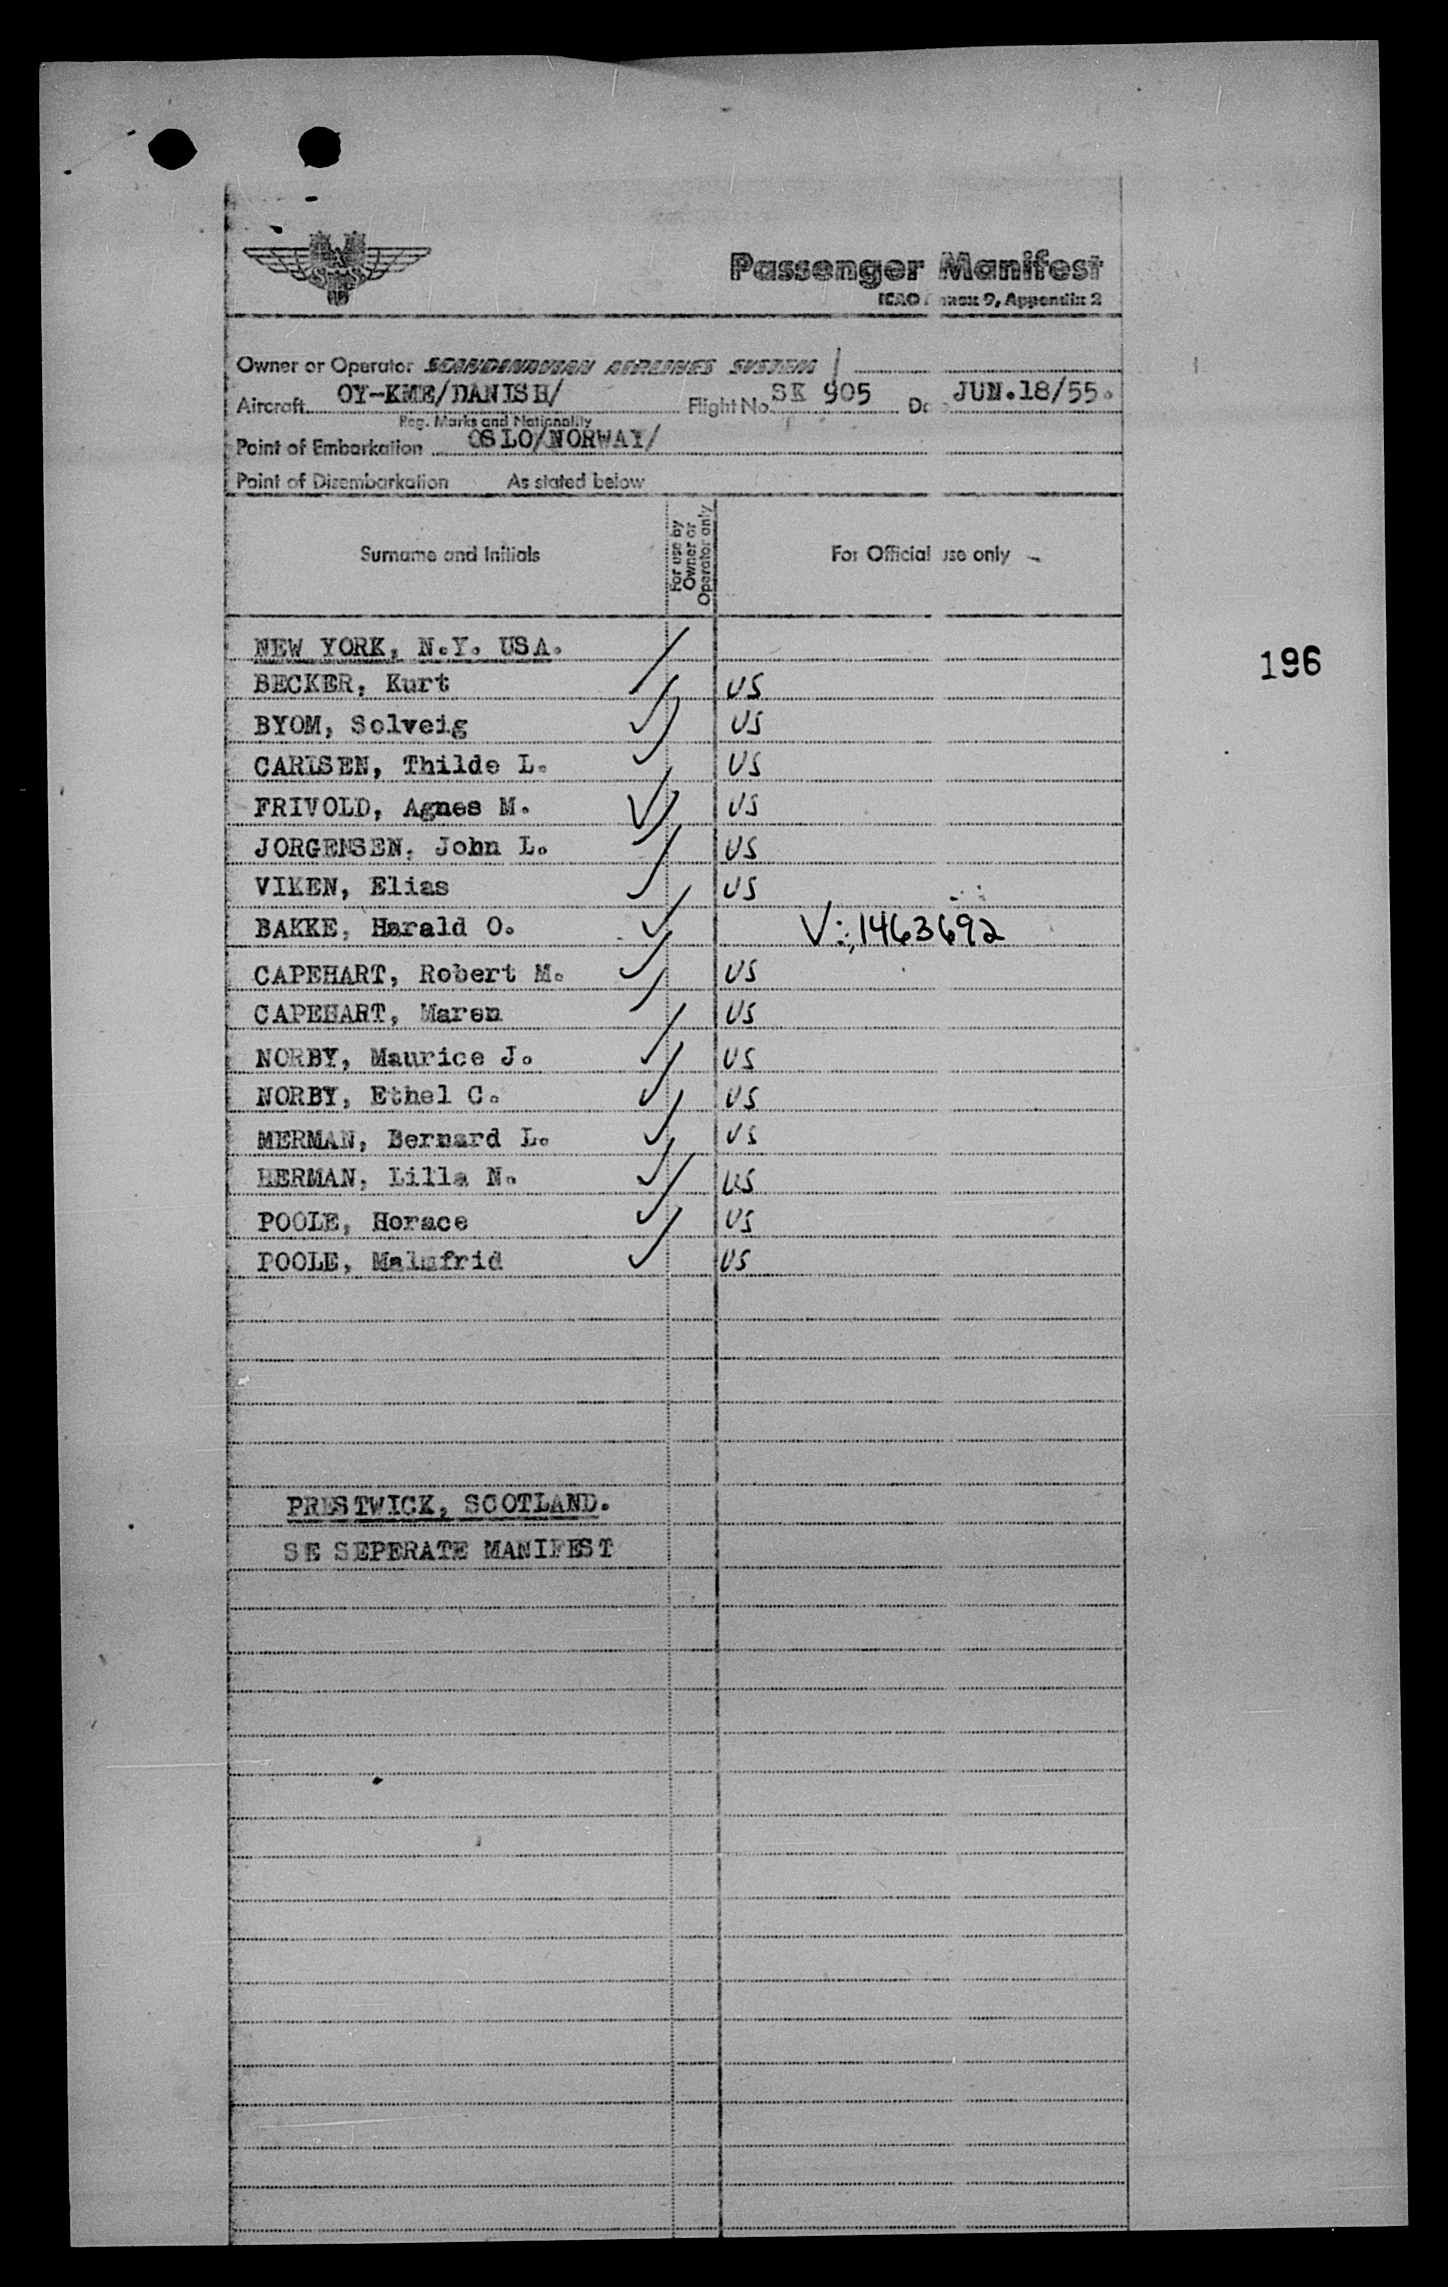 SAS
Passenger Manifest
ICAO Annex 9, Appendix 2
Owner or Operator SCANDINAVIAN AIRLINES SYSTEM
Aircraft OY-KME/DANISH/ Flight No. SK 905 Da JUN.18/55.
Reg. Marks and Nationality
Point of Embarkation OSLO/NORWAY/
Point of Disembarkation As stated below
Surname and Initials For use by Owner or Operator only For Official use only
NEW YORK, N.Y. USA.
BECKER, Kurt US
BYOM, Solveig US
CARLSEN, Thilde L. US
FRIVOLD, Agnes M. US
JORGENSEN, John L. US
VIKEN, Elias US
BAKKE, Harald O. V: 1463692
CAPEHART, Robert M. US
CAPEHART, Maren US
NORBY, Maurice J. US
NORBY, Ethel C. US
MERMAN, Bernard L. US
HERMAN, Lilla N. US
POOLE, Horace US
POOLE, Malmfrid US
196
PRESTWICK, SCOTLAND.
SE SEPERATE MANIFEST